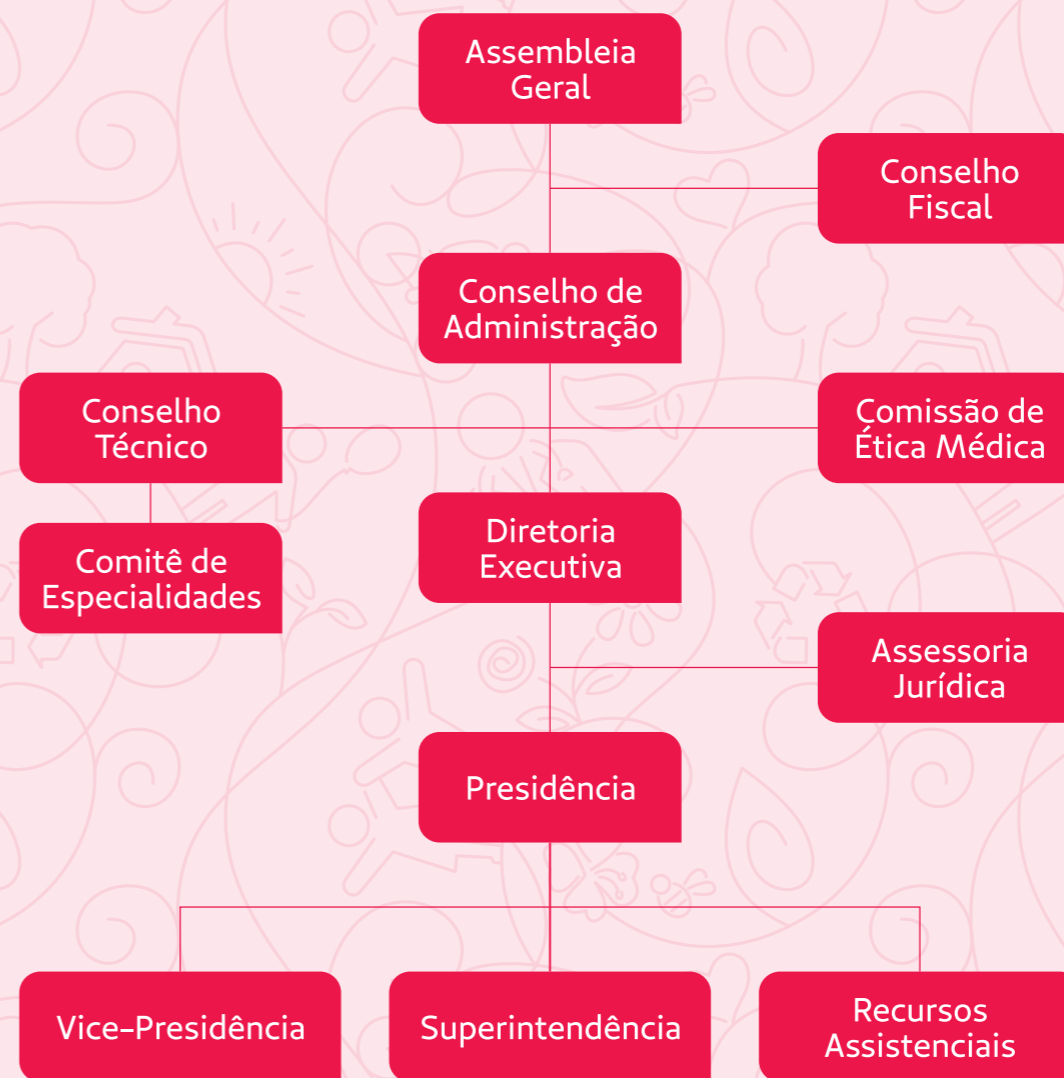 Assembleia
Geral
Conselho
Fiscal
Conselho de
Administração
Conselho
Técnico
Comissão de
Ética Médica
Diretoria
Executiva
Comitê de
Especialidades
Assessoria
Jurídica
Presidência
Vice-Presidência
Superintendência
Recursos
Assistenciais